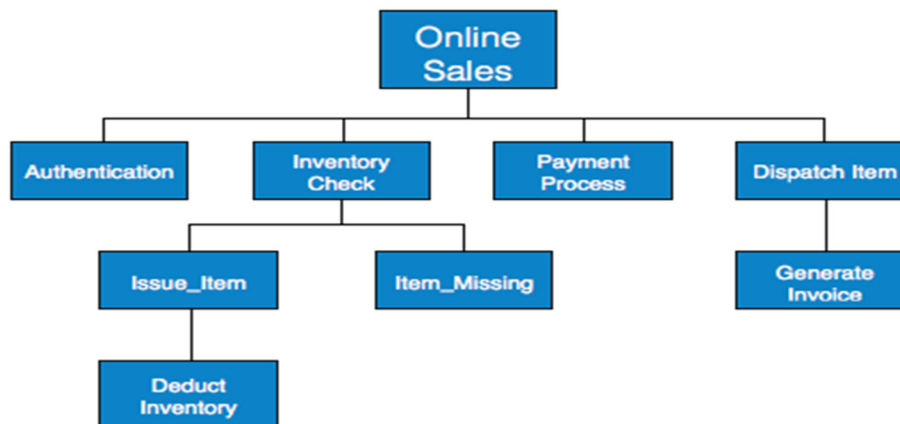 Online
Sales
Authentication
Inventory
Check
Payment
Process
Dispatch Item
Issue_Item
Item_Missing
Generate
Invoice
Deduct
Inventory